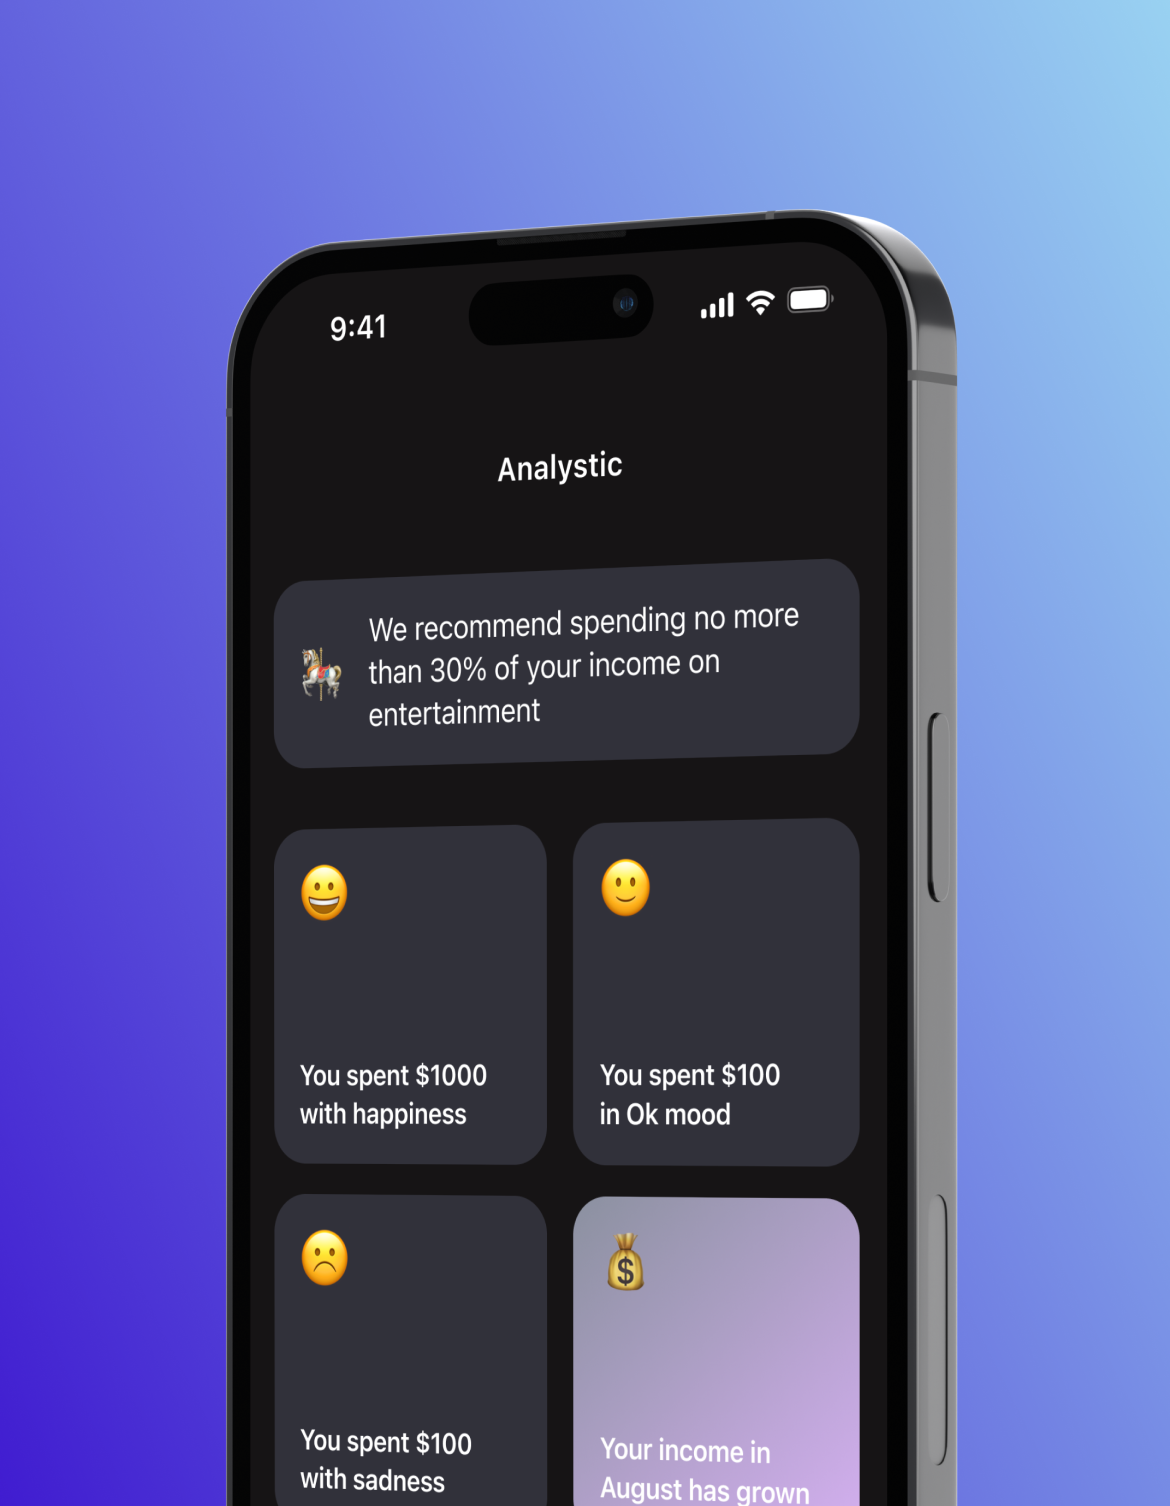 9:41
Analystic
We recommend spending no more
than 30% of your income on
entertainment
You spent $1000
with happiness
You spent $100
in Ok mood
You spent $100
with sadness
$
Your income in
August has grown